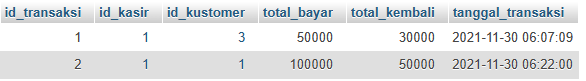 id_transaksi id_kasir id_kustomer total_bayar total_kembali tanggal_transaksi
1 1 3 50000 30000 2021-11-30 06:07:09
2 1 1 100000 50000 2021-11-30 06:22:00